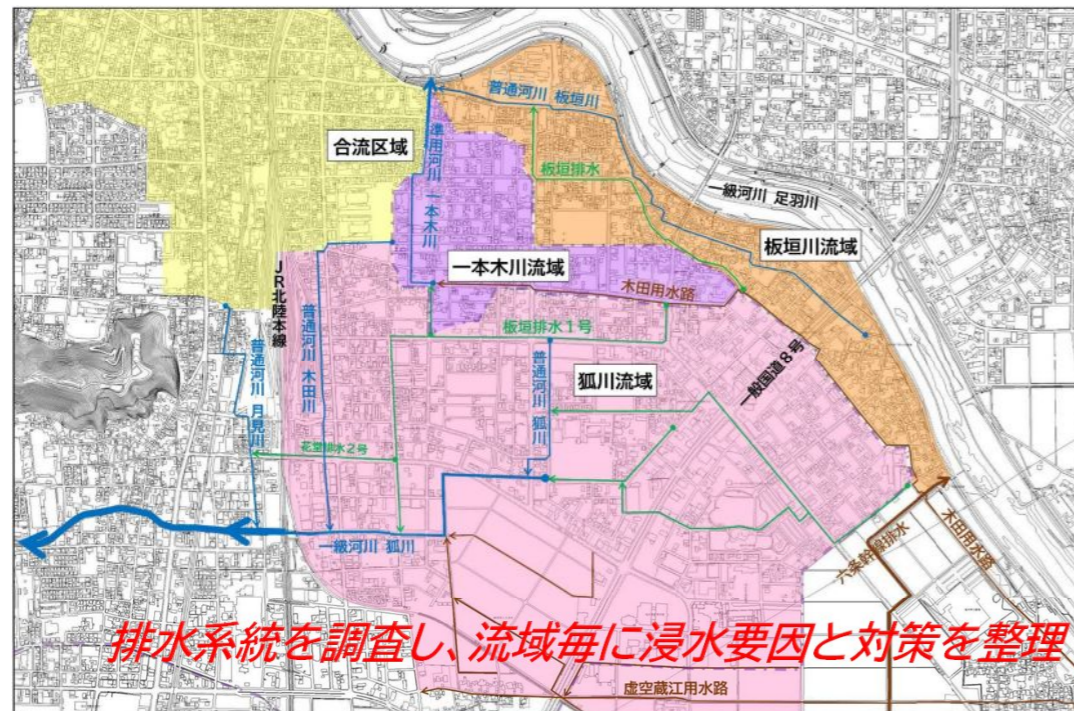 普通河川 板垣川
合流区域
準用河川 一本木川
板垣排水
一級河川 足羽川
板垣川流域
一本木川流域
木田用水路
JR北陸本線
普通河川 木田川
板垣排水1号
普通河川 月見川
普通河川 狐川
狐川流域
一般国道8号
花堂排水2号
一級河川 狐川
六条幹線排水
木田用水路
排水系統を調査し、流域毎に浸水要因と対策を整理
虚空蔵江用水路